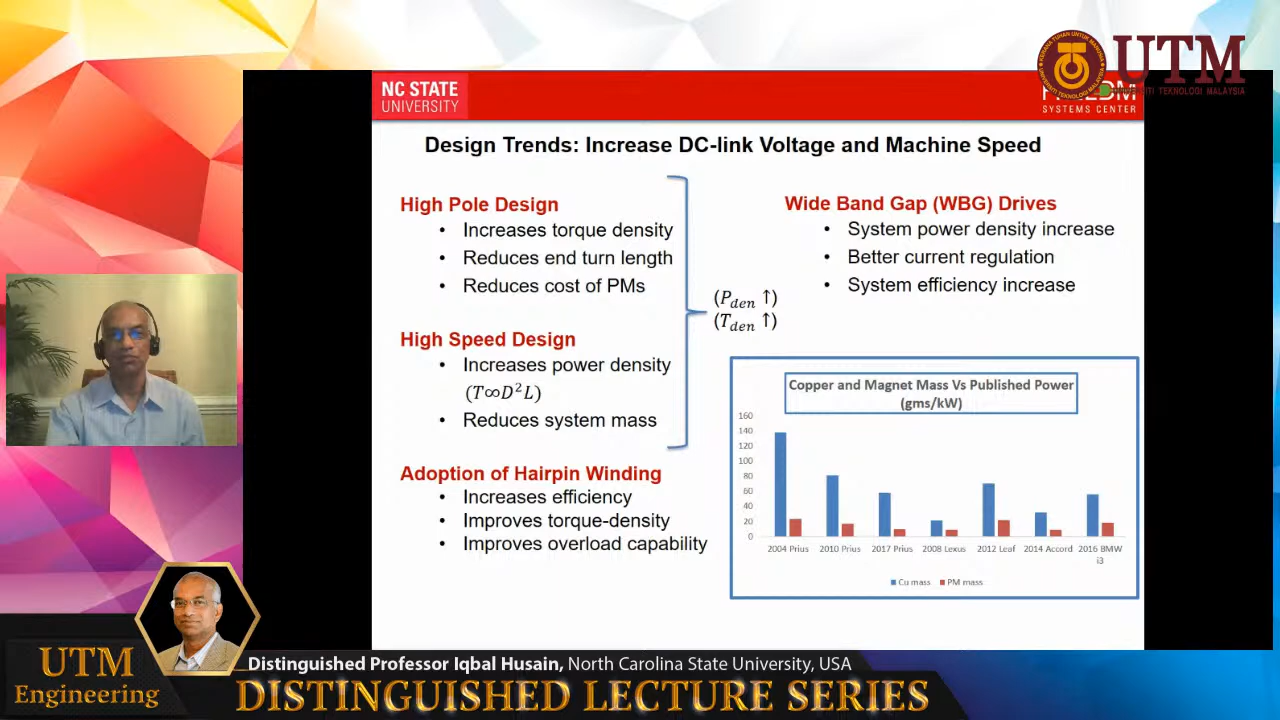 UTM
UNIVERSITI TEKNOLOGI MALAYSIA
NC STATE
UNIVERSITY
SYSTEMS CENTER
Design Trends: Increase DC-link Voltage and Machine Speed
High Pole Design
• Increases torque density
• Reduces end turn length
• Reduces cost of PMs
High Speed Design
• Increases power density
(T∞D²L)
• Reduces system mass
(P_den ↑)
(T_den ↑)
Adoption of Hairpin Winding
• Increases efficiency
• Improves torque-density
• Improves overload capability
Wide Band Gap (WBG) Drives
• System power density increase
• Better current regulation
• System efficiency increase
Copper and Magnet Mass Vs Published Power
(gms/kW)
160
140
120
100
80
60
40
20
0
2004 Prius 2010 Prius 2017 Prius 2008 Lexus 2012 Leaf 2014 Accord 2016 BMW
i3
Cu mass PM mass
UTM
Engineering
Distinguished Professor Iqbal Husain, North Carolina State University, USA
DISTINGUISHED LECTURE SERIES